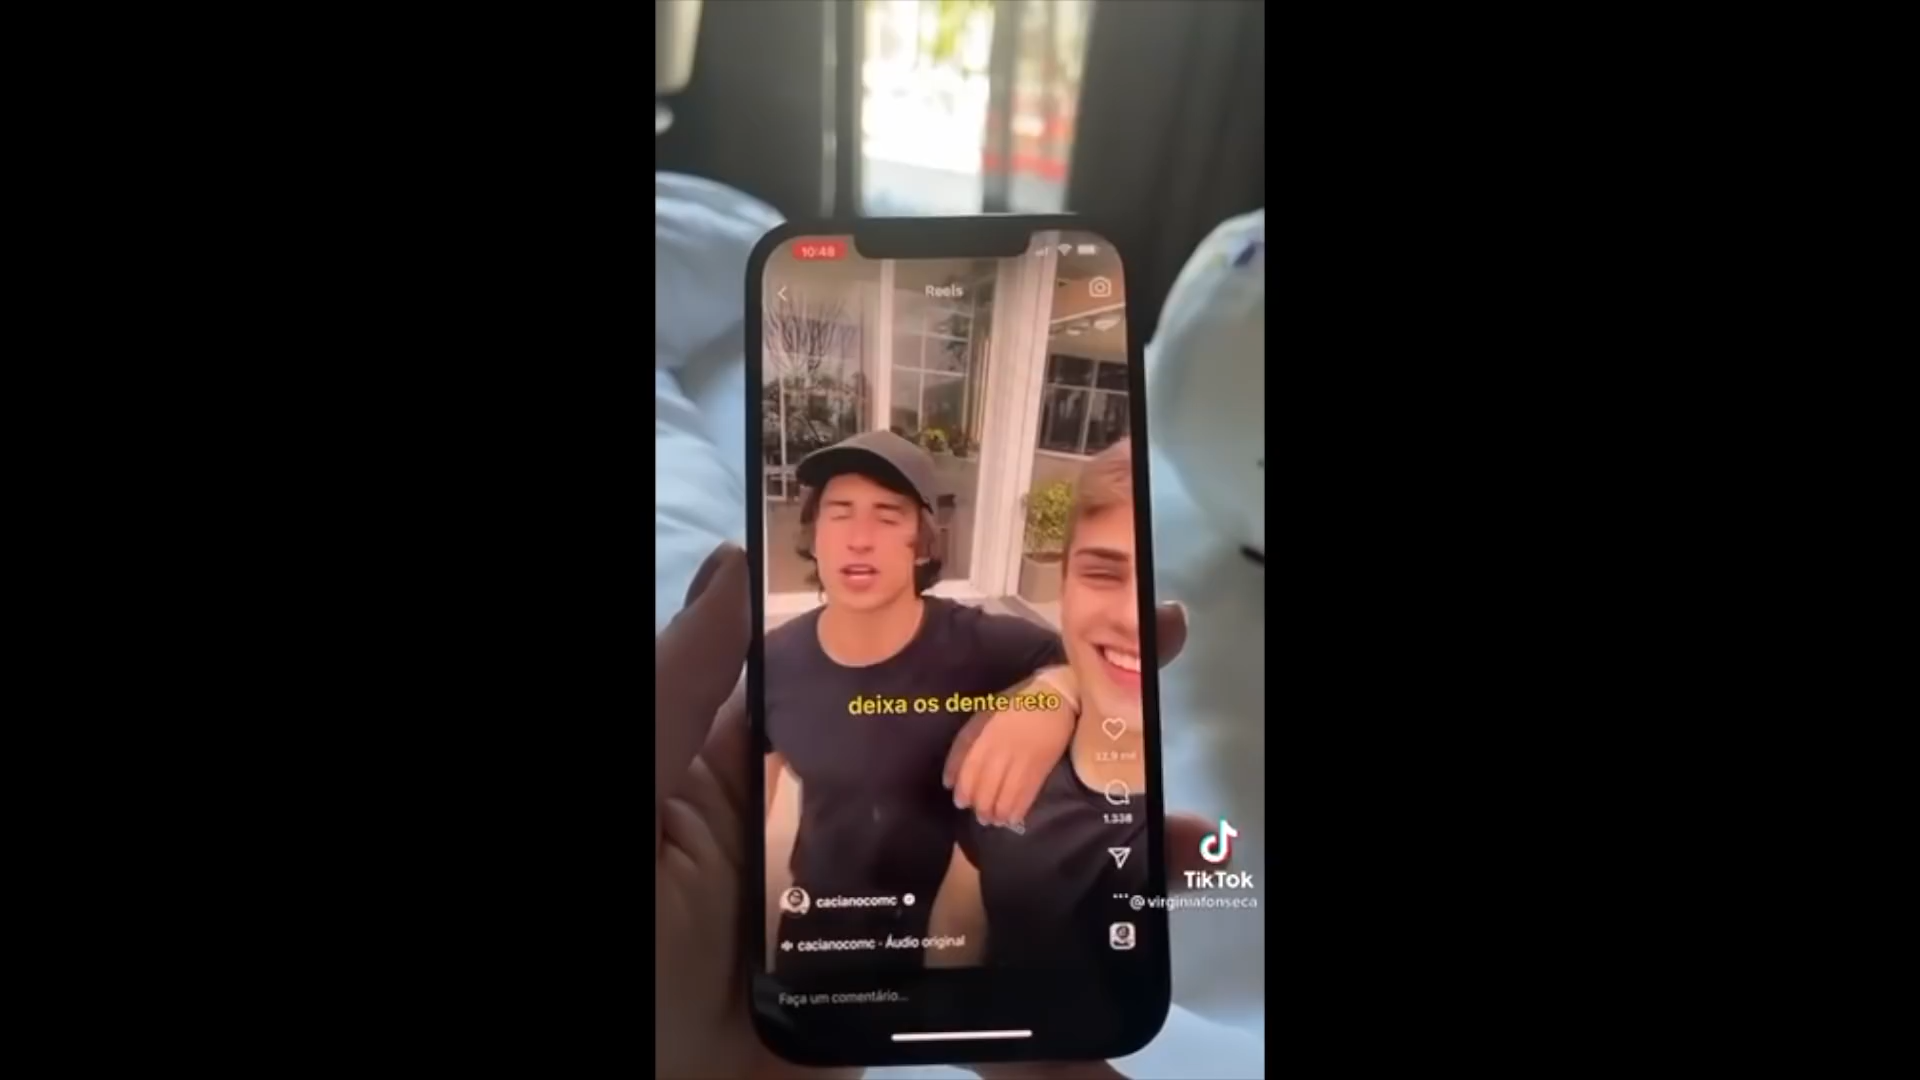 10:48
Reels
deixa os dente reto
1.338
cacianocomc
cacianocomc · Áudio original
Faça um comentário...
TikTok
@virginiafonseca